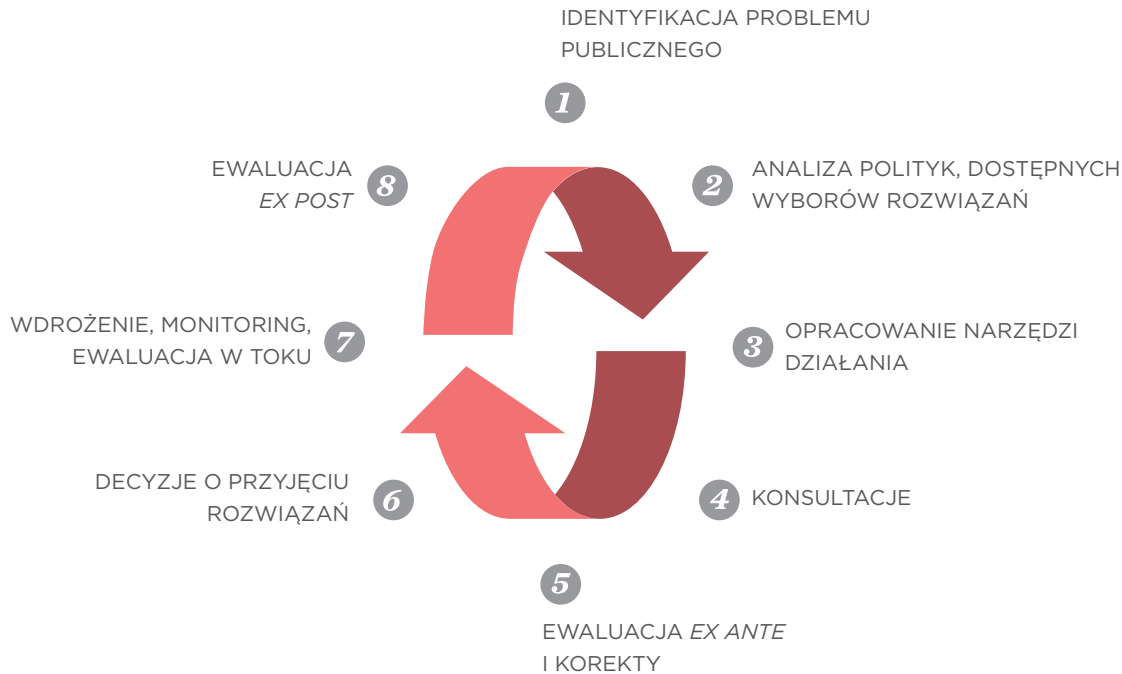 IDENTYFIKACJA PROBLEMU
PUBLICZNEGO
1
2
ANALIZA POLITYK, DOSTĘPNYCH
WYBORÓW ROZWIĄZAŃ
3
OPRACOWANIE NARZĘDZI
DZIAŁANIA
4
KONSULTACJE
5
EWALUACJA EX ANTE
I KOREKTY
6
DECYZJE O PRZYJĘCIU
ROZWIĄZAŃ
7
WDROŻENIE, MONITORING,
EWALUACJA W TOKU
8
EWALUACJA
EX POST